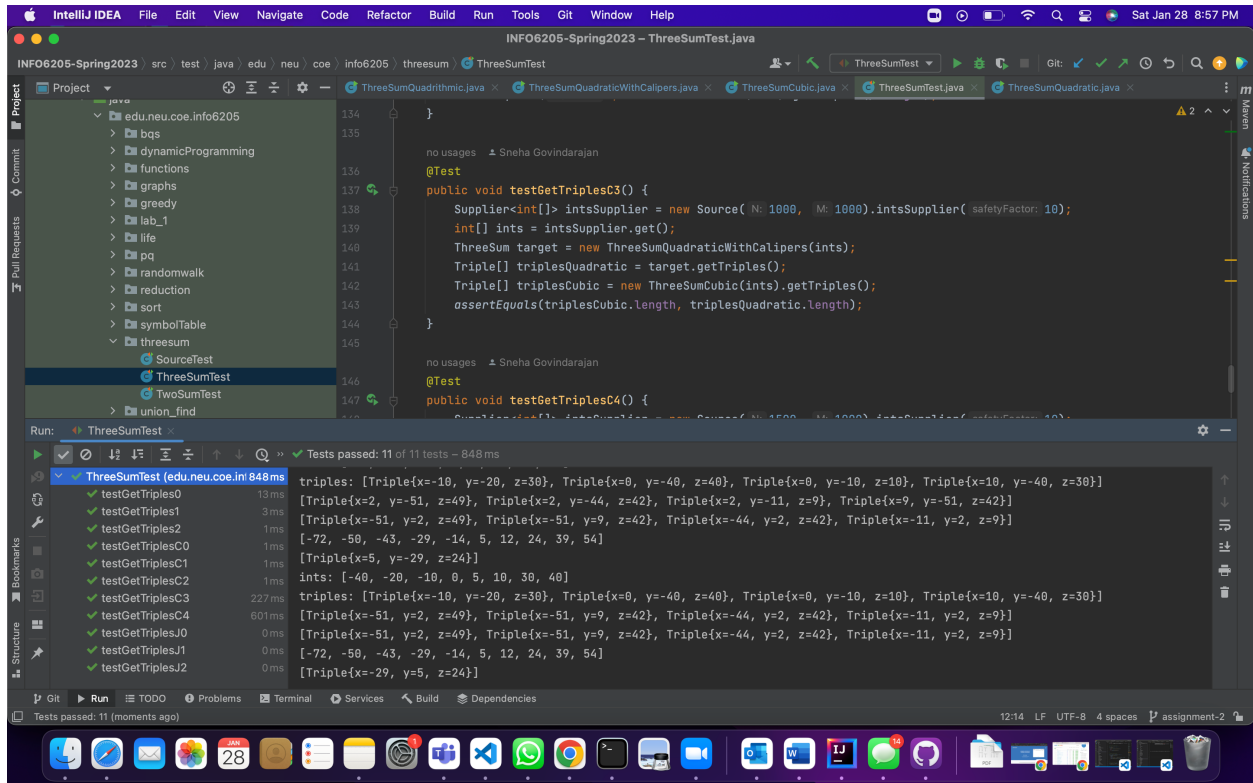 IntelliJ IDEA File Edit View Navigate Code Refactor Build Run Tools Git Window Help Sat Jan 28 8:57 PM
INFO6205-Spring2023 – ThreeSumTest.java
INFO6205-Spring2023 src test java edu neu coe info6205 threesum ThreeSumTest ThreeSumTest Git:
Project ThreeSumQuadrithmic.java ThreeSumQuadraticWithCalipers.java ThreeSumCubic.java ThreeSumTest.java ThreeSumQuadratic.java
Project
Commit
Pull Requests
Bookmarks
Structure
Maven
Notifications
java
edu.neu.coe.info6205
bqs
dynamicProgramming
functions
graphs
greedy
lab_1
life
pq
randomwalk
reduction
sort
symbolTable
threesum
SourceTest
ThreeSumTest
TwoSumTest
union_find
2
134 }
135
no usages Sneha Govindarajan
136 @Test
137 public void testGetTriplesC3() {
138 Supplier<int[]> intsSupplier = new Source( N: 1000, M: 1000).intsSupplier( safetyFactor: 10);
139 int[] ints = intsSupplier.get();
140 ThreeSum target = new ThreeSumQuadraticWithCalipers(ints);
141 Triple[] triplesQuadratic = target.getTriples();
142 Triple[] triplesCubic = new ThreeSumCubic(ints).getTriples();
143 assertEquals(triplesCubic.length, triplesQuadratic.length);
144 }
145
no usages Sneha Govindarajan
146 @Test
147 public void testGetTriplesC4() {
Run: ThreeSumTest
Tests passed: 11 of 11 tests – 848 ms
ThreeSumTest (edu.neu.coe.inf 848 ms
testGetTriples0 13 ms
testGetTriples1 3 ms
testGetTriples2 1 ms
testGetTriplesC0 1 ms
testGetTriplesC1 1 ms
testGetTriplesC2 1 ms
testGetTriplesC3 227 ms
testGetTriplesC4 601 ms
testGetTriplesJ0 0 ms
testGetTriplesJ1 0 ms
testGetTriplesJ2 0 ms
triples: [Triple{x=-10, y=-20, z=30}, Triple{x=0, y=-40, z=40}, Triple{x=0, y=-10, z=10}, Triple{x=10, y=-40, z=30}]
[Triple{x=2, y=-51, z=49}, Triple{x=2, y=-44, z=42}, Triple{x=2, y=-11, z=9}, Triple{x=9, y=-51, z=42}]
[Triple{x=-51, y=2, z=49}, Triple{x=-51, y=9, z=42}, Triple{x=-44, y=2, z=42}, Triple{x=-11, y=2, z=9}]
[-72, -50, -43, -29, -14, 5, 12, 24, 39, 54]
[Triple{x=5, y=-29, z=24}]
ints: [-40, -20, -10, 0, 5, 10, 30, 40]
triples: [Triple{x=-10, y=-20, z=30}, Triple{x=0, y=-40, z=40}, Triple{x=0, y=-10, z=10}, Triple{x=10, y=-40, z=30}]
[Triple{x=-51, y=2, z=49}, Triple{x=-51, y=9, z=42}, Triple{x=-44, y=2, z=42}, Triple{x=-11, y=2, z=9}]
[Triple{x=-51, y=2, z=49}, Triple{x=-51, y=9, z=42}, Triple{x=-44, y=2, z=42}, Triple{x=-11, y=2, z=9}]
[-72, -50, -43, -29, -14, 5, 12, 24, 39, 54]
[Triple{x=-29, y=5, z=24}]
Git Run TODO Problems Terminal Services Build Dependencies
Tests passed: 11 (moments ago) 12:14 LF UTF-8 4 spaces assignment-2
JAN
28
1
14
IJ
PDF